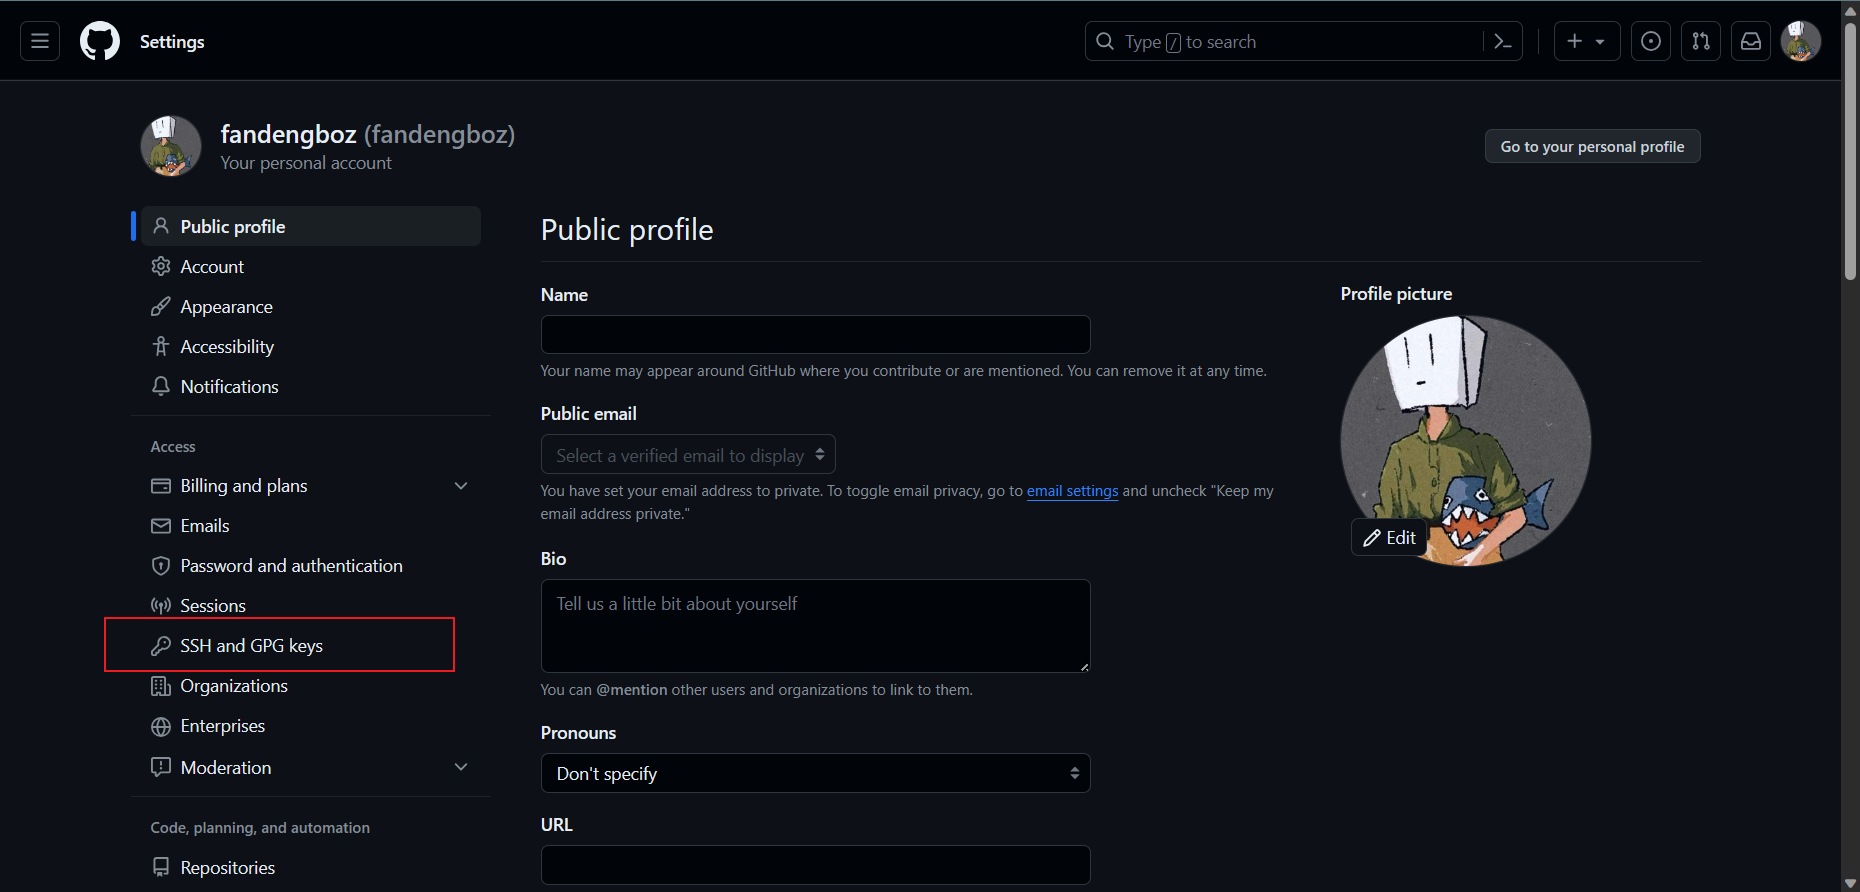 Settings
Type / to search
fandengboz (fandengboz)
Your personal account
Go to your personal profile
Public profile
Account
Appearance
Accessibility
Notifications
Access
Billing and plans
Emails
Password and authentication
Sessions
SSH and GPG keys
Organizations
Enterprises
Moderation
Code, planning, and automation
Repositories
Public profile
Name
Your name may appear around GitHub where you contribute or are mentioned. You can remove it at any time.
Public email
Select a verified email to display
You have set your email address to private. To toggle email privacy, go to email settings and uncheck "Keep my
email address private."
Bio
Tell us a little bit about yourself
You can @mention other users and organizations to link to them.
Pronouns
Don't specify
URL
Profile picture
Edit